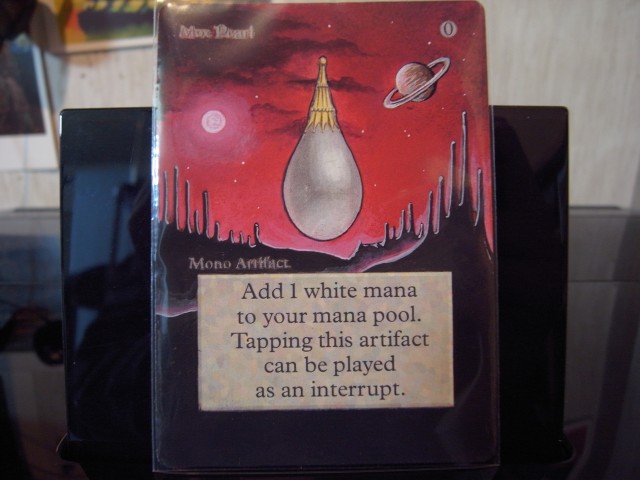 Mox Pearl
0
Mono Artifact
Add 1 white mana
to your mana pool.
Tapping this artifact
can be played
as an interrupt.